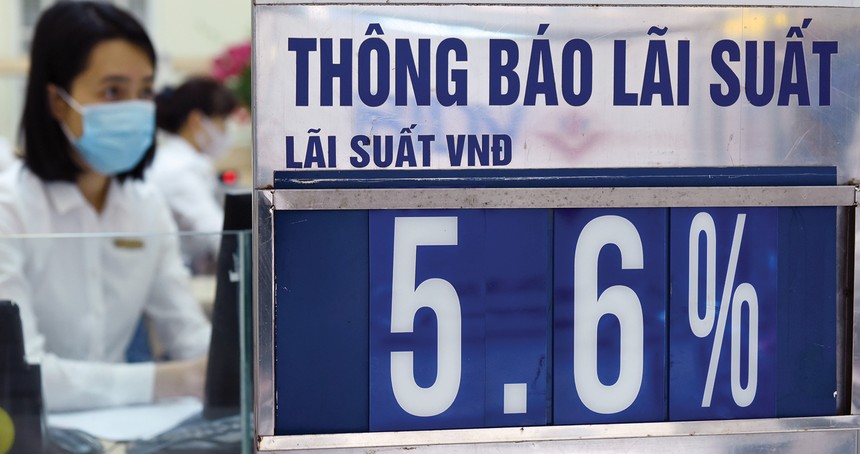 THÔNG BÁO LÃI SUẤT
LÃI SUẤT VNĐ
5.6%